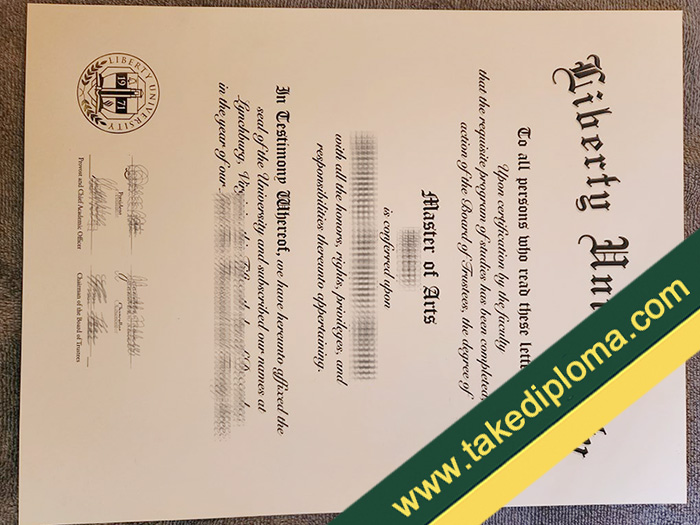 Liberty Uni
To all persons who read these lette
Upon certification by the faculty
that the requisite program of studies has been completed,
action of the Board of Trustees, the degree of
Master of Arts
is conferred upon
with all the honors, rights, privileges, and
responsibilities thereunto appertaining.
In Testimony Whereof, we have hereunto affixed the
seal of the University and subscribed our names at
Lynchburg,
in the year of our
LIBERTY UNIVERSITY
19 71
President
Chancellor
Provost and Chief Academic Officer
Chairman of the Board of Trustees
www.takediploma.com